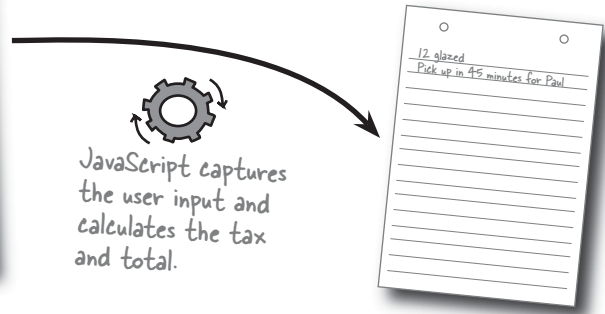 12 glazed
Pick up in 45 minutes for Paul
JavaScript captures
the user input and
calculates the tax
and total.